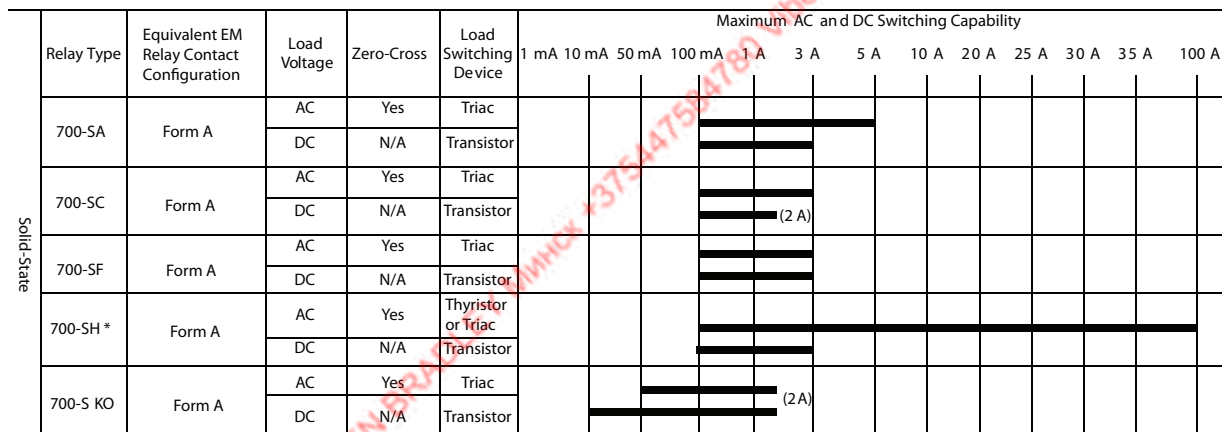 Maximum AC and DC Switching Capability
Relay Type
Equivalent EM
Relay Contact
Configuration
Load
Voltage
Zero-Cross
Load
Switching
Device
1 mA 10 mA 50 mA 100 mA 1 A 3 A 5 A 10 A 20 A 25 A 30 A 35 A 100 A
Solid-State
700-SA Form A
AC Yes Triac
DC N/A Transistor
700-SC Form A
AC Yes Triac
DC N/A Transistor (2 A)
700-SF Form A
AC Yes Triac
DC N/A Transistor
700-SH * Form A
AC Yes Thyristor
or Triac
DC N/A Transistor
700-S KO Form A
AC Yes Triac
(2 A)
DC N/A Transistor
BRADLEY Минск +375447584780